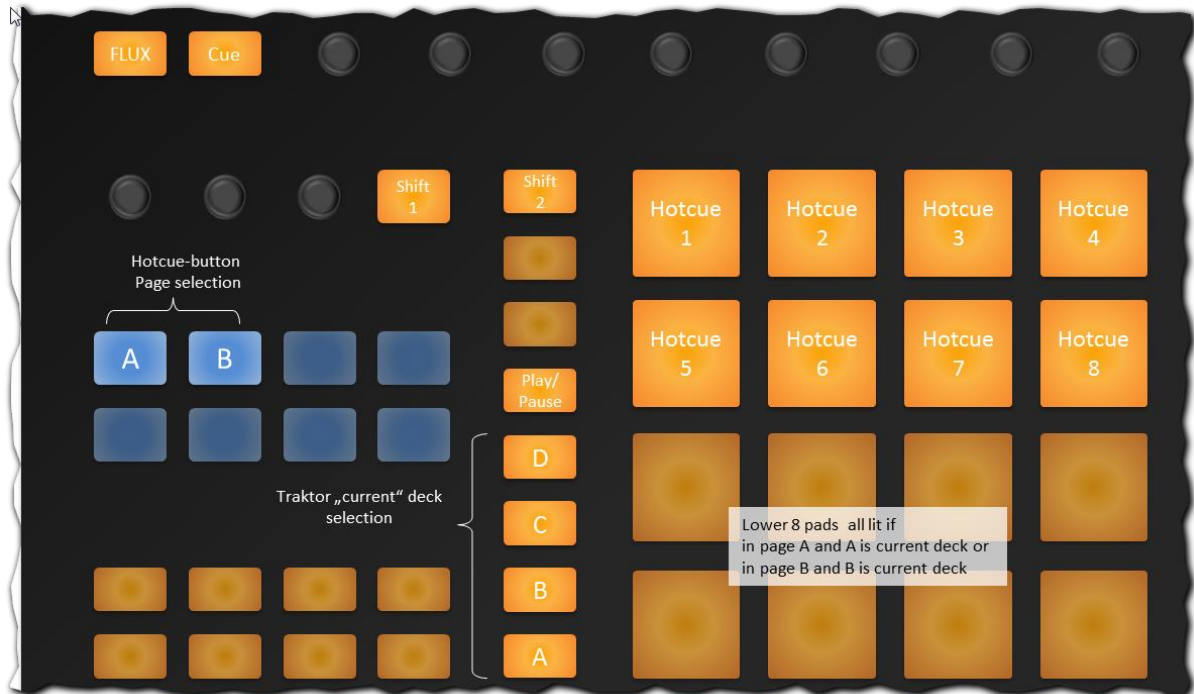 FLUX
Cue
Shift
1
Shift
2
Hotcue
1
Hotcue
2
Hotcue
3
Hotcue
4
Hotcue-button
Page selection
A
B
Hotcue
5
Hotcue
6
Hotcue
7
Hotcue
8
Play/
Pause
D
Traktor „current“ deck
selection
C
B
A
Lower 8 pads  all lit if
in page A and A is current deck or
in page B and B is current deck